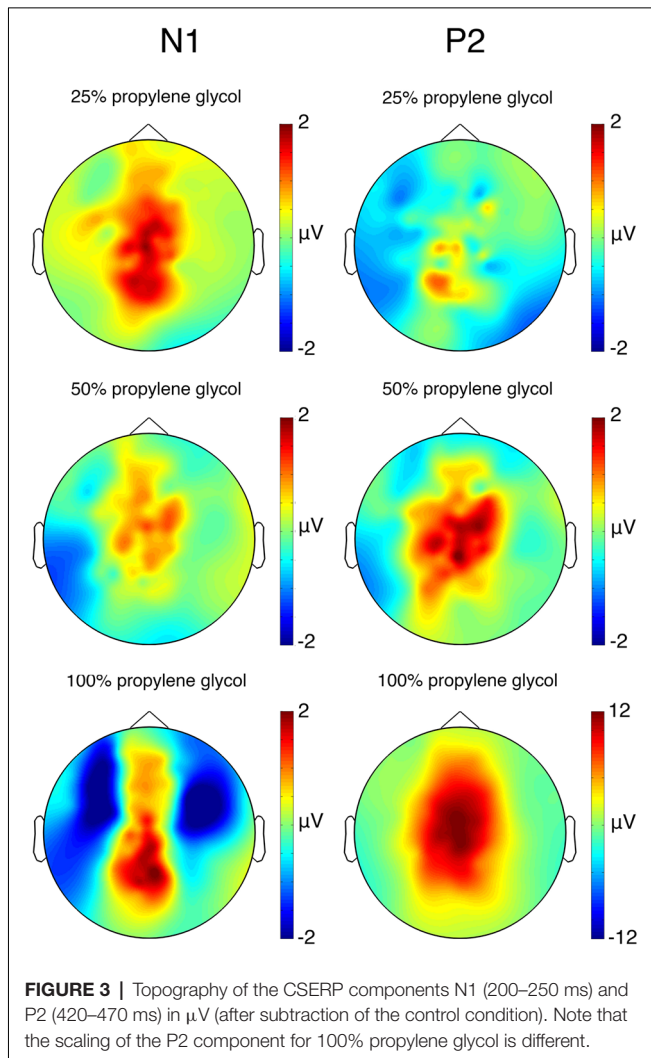 N1 P2
25% propylene glycol 25% propylene glycol
2 2
μV μV
-2 -2
50% propylene glycol 50% propylene glycol
2 2
μV μV
-2 -2
100% propylene glycol 100% propylene glycol
2 12
μV μV
-2 -12
FIGURE 3 | Topography of the CSERP components N1 (200–250 ms) and
P2 (420–470 ms) in μV (after subtraction of the control condition). Note that
the scaling of the P2 component for 100% propylene glycol is different.